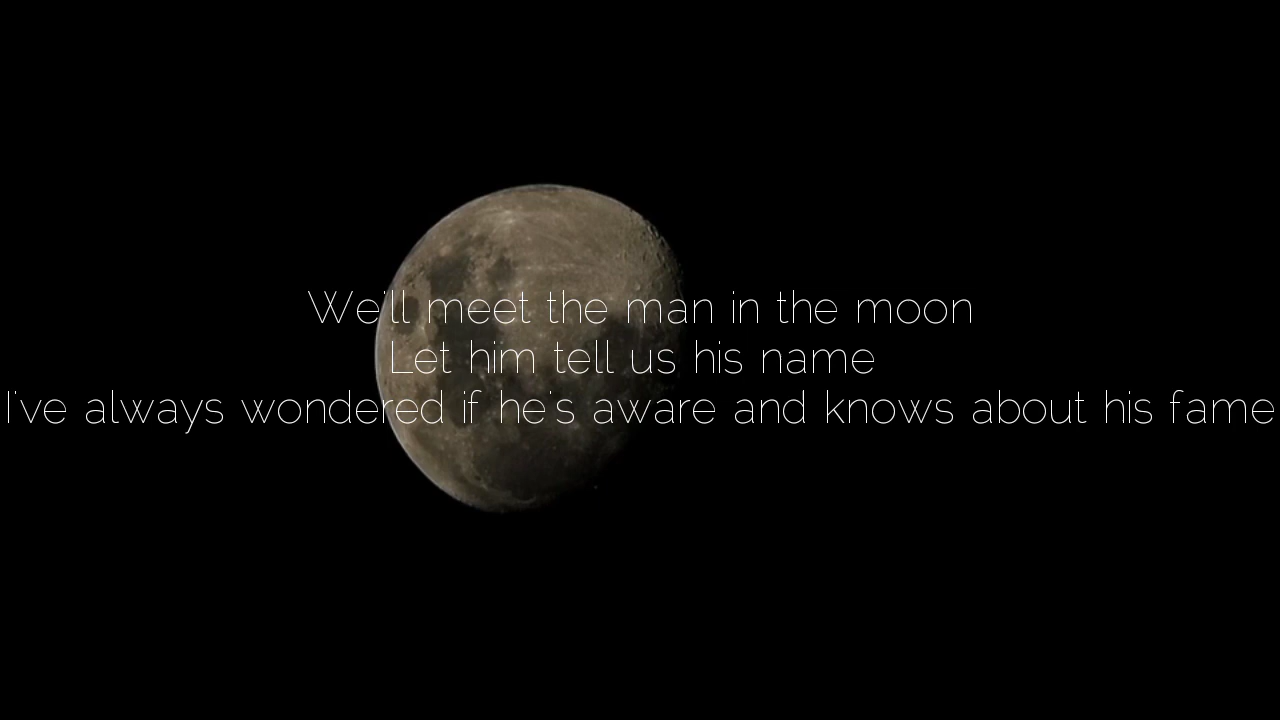 We'll meet the man in the moon
Let him tell us his name
I've always wondered if he's aware and knows about his fame